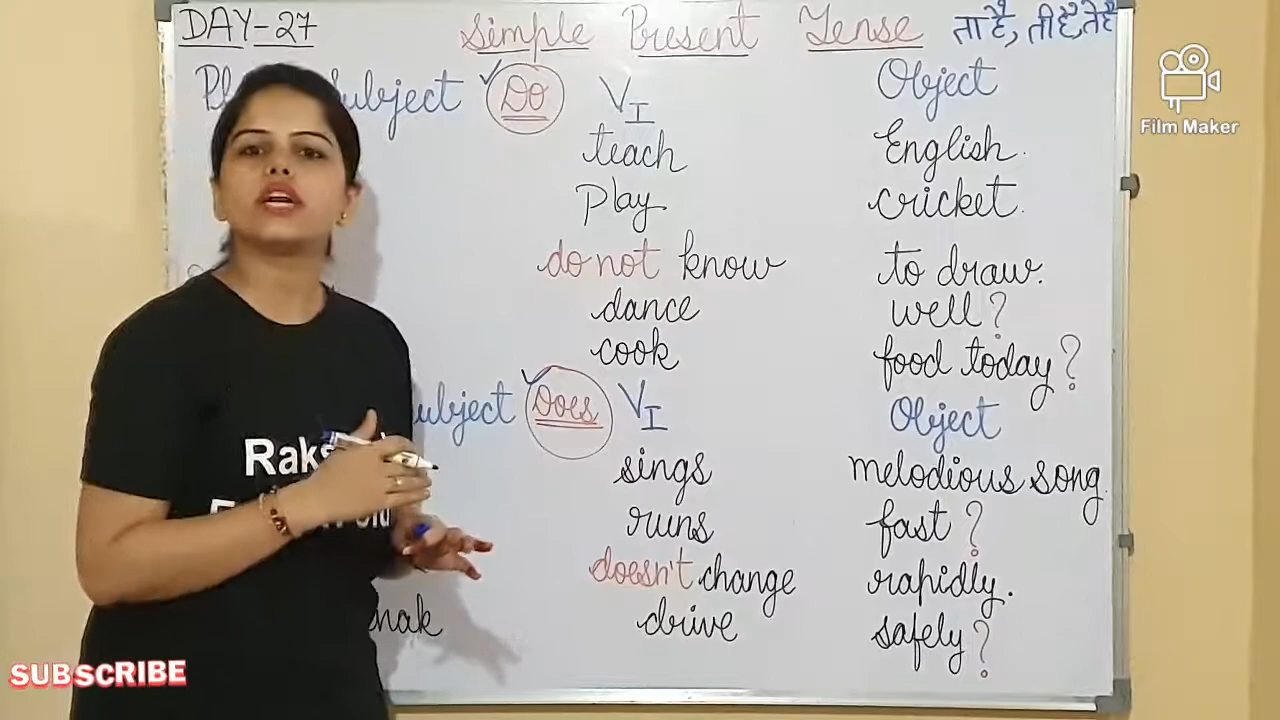 DAY-27 Simple Present Tense ता है, ती है, ते हैं
Subject Do V1 Object
teach English.
play cricket.
do not know to draw.
dance well?
cook food today?
Subject Does V1 Object
sings melodious song.
runs fast?
doesn't change rapidly.
drive safely?
Film Maker
SUBSCRIBE